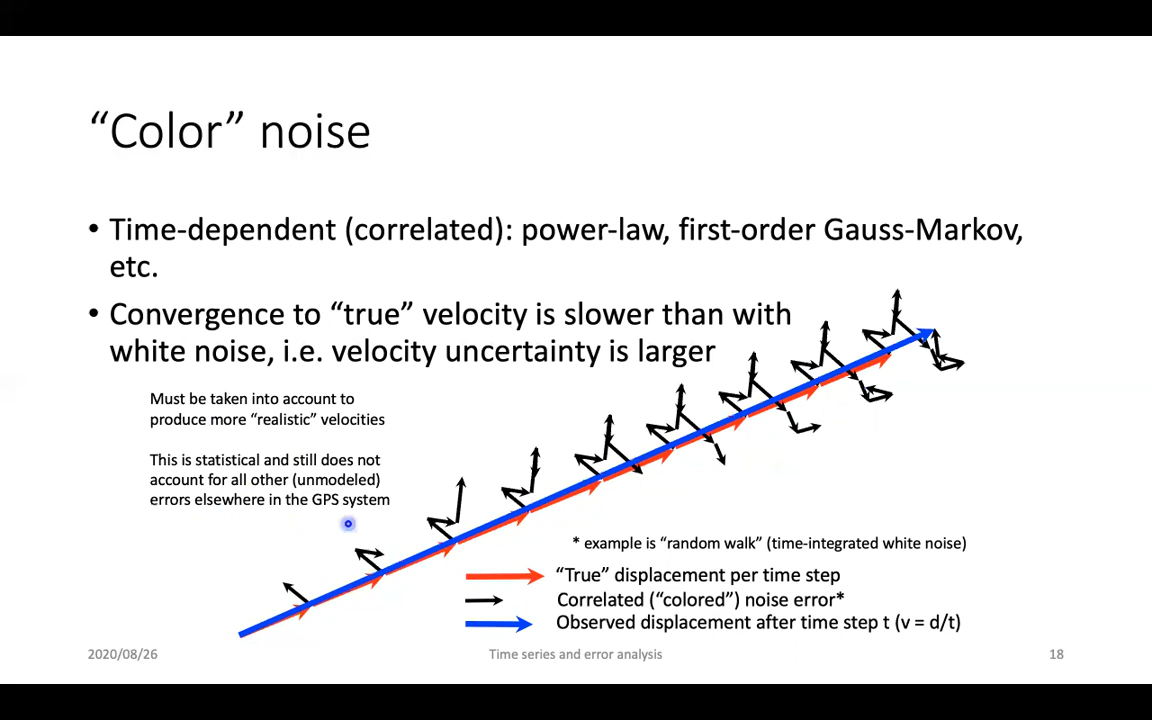 “Color” noise
• Time-dependent (correlated): power-law, first-order Gauss-Markov,
etc.
• Convergence to “true” velocity is slower than with
white noise, i.e. velocity uncertainty is larger
Must be taken into account to
produce more “realistic” velocities
This is statistical and still does not
account for all other (unmodeled)
errors elsewhere in the GPS system
* example is “random walk” (time-integrated white noise)
“True” displacement per time step
Correlated (“colored”) noise error*
Observed displacement after time step t (v = d/t)
2020/08/26
Time series and error analysis
18